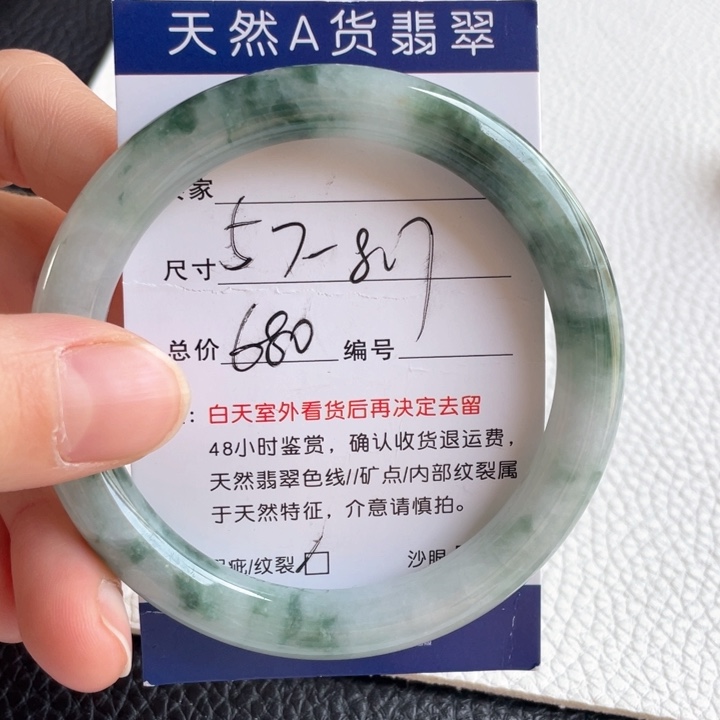 天然A货翡翠
家
尺寸 57-8
总价 680 编号
：白天室外看货后再决定去留
48小时鉴赏，确认收货退运费，
天然翡翠色线//矿点/内部纹裂属
于天然特征，介意请慎拍。
疵/纹裂 沙眼